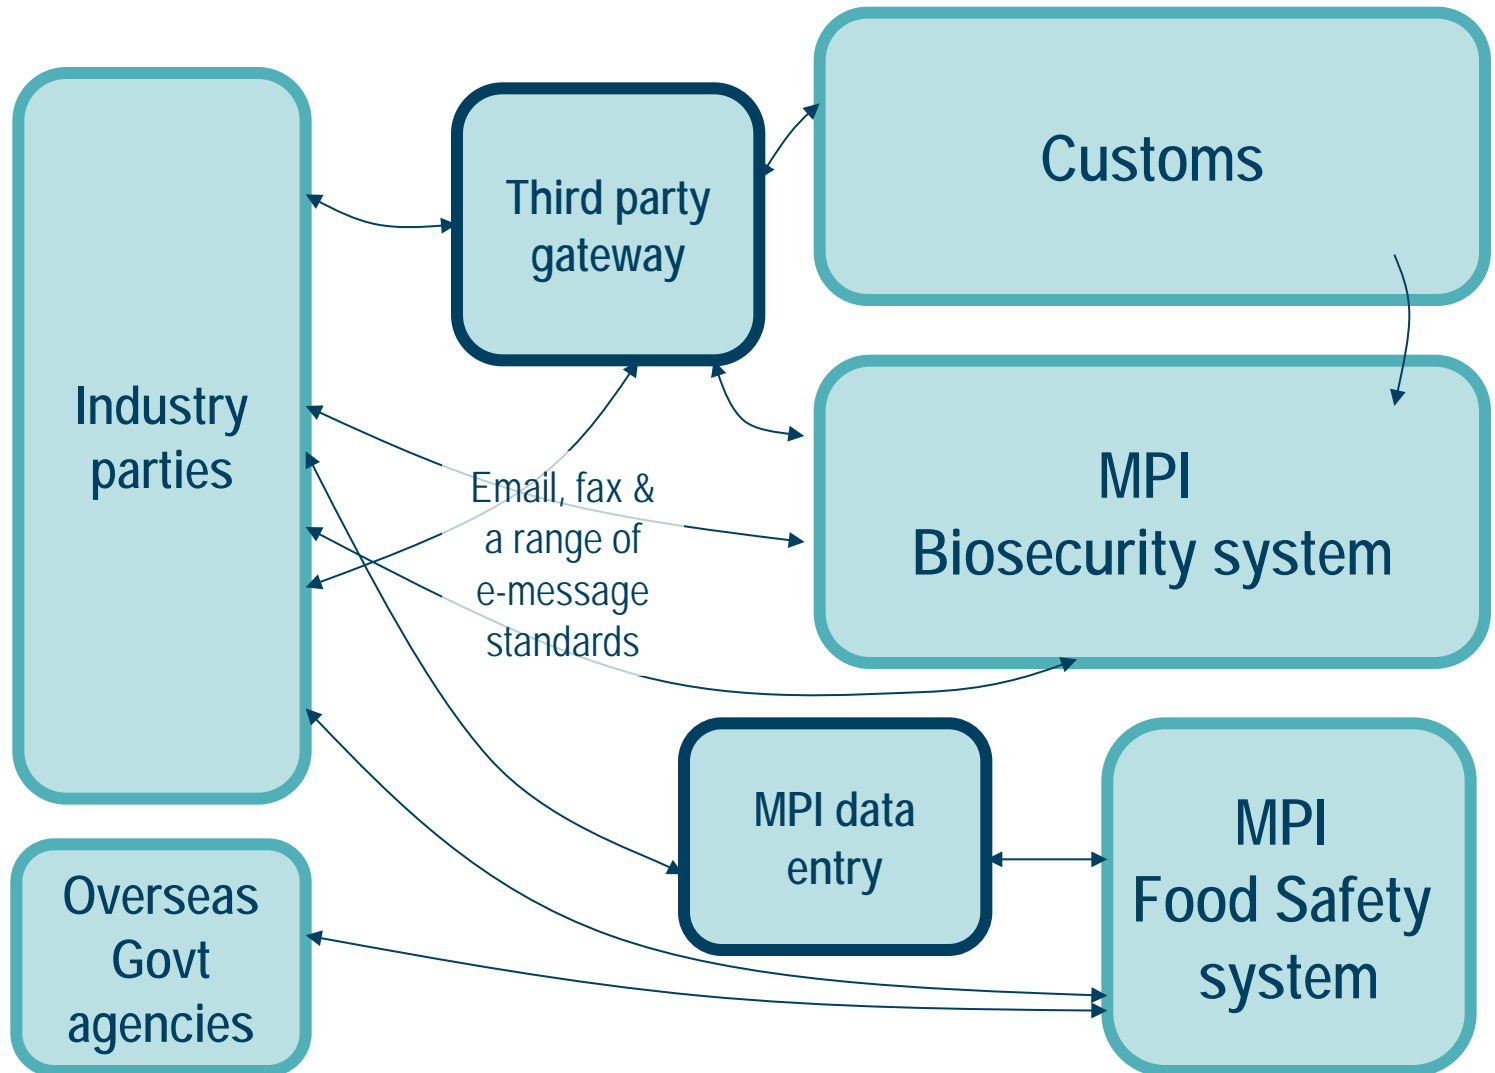 Customs
Third party
gateway
Industry
parties
MPI
Biosecurity system
Email, fax &
a range of
e-message
standards
MPI data
entry
MPI
Food Safety
system
Overseas
Govt
agencies